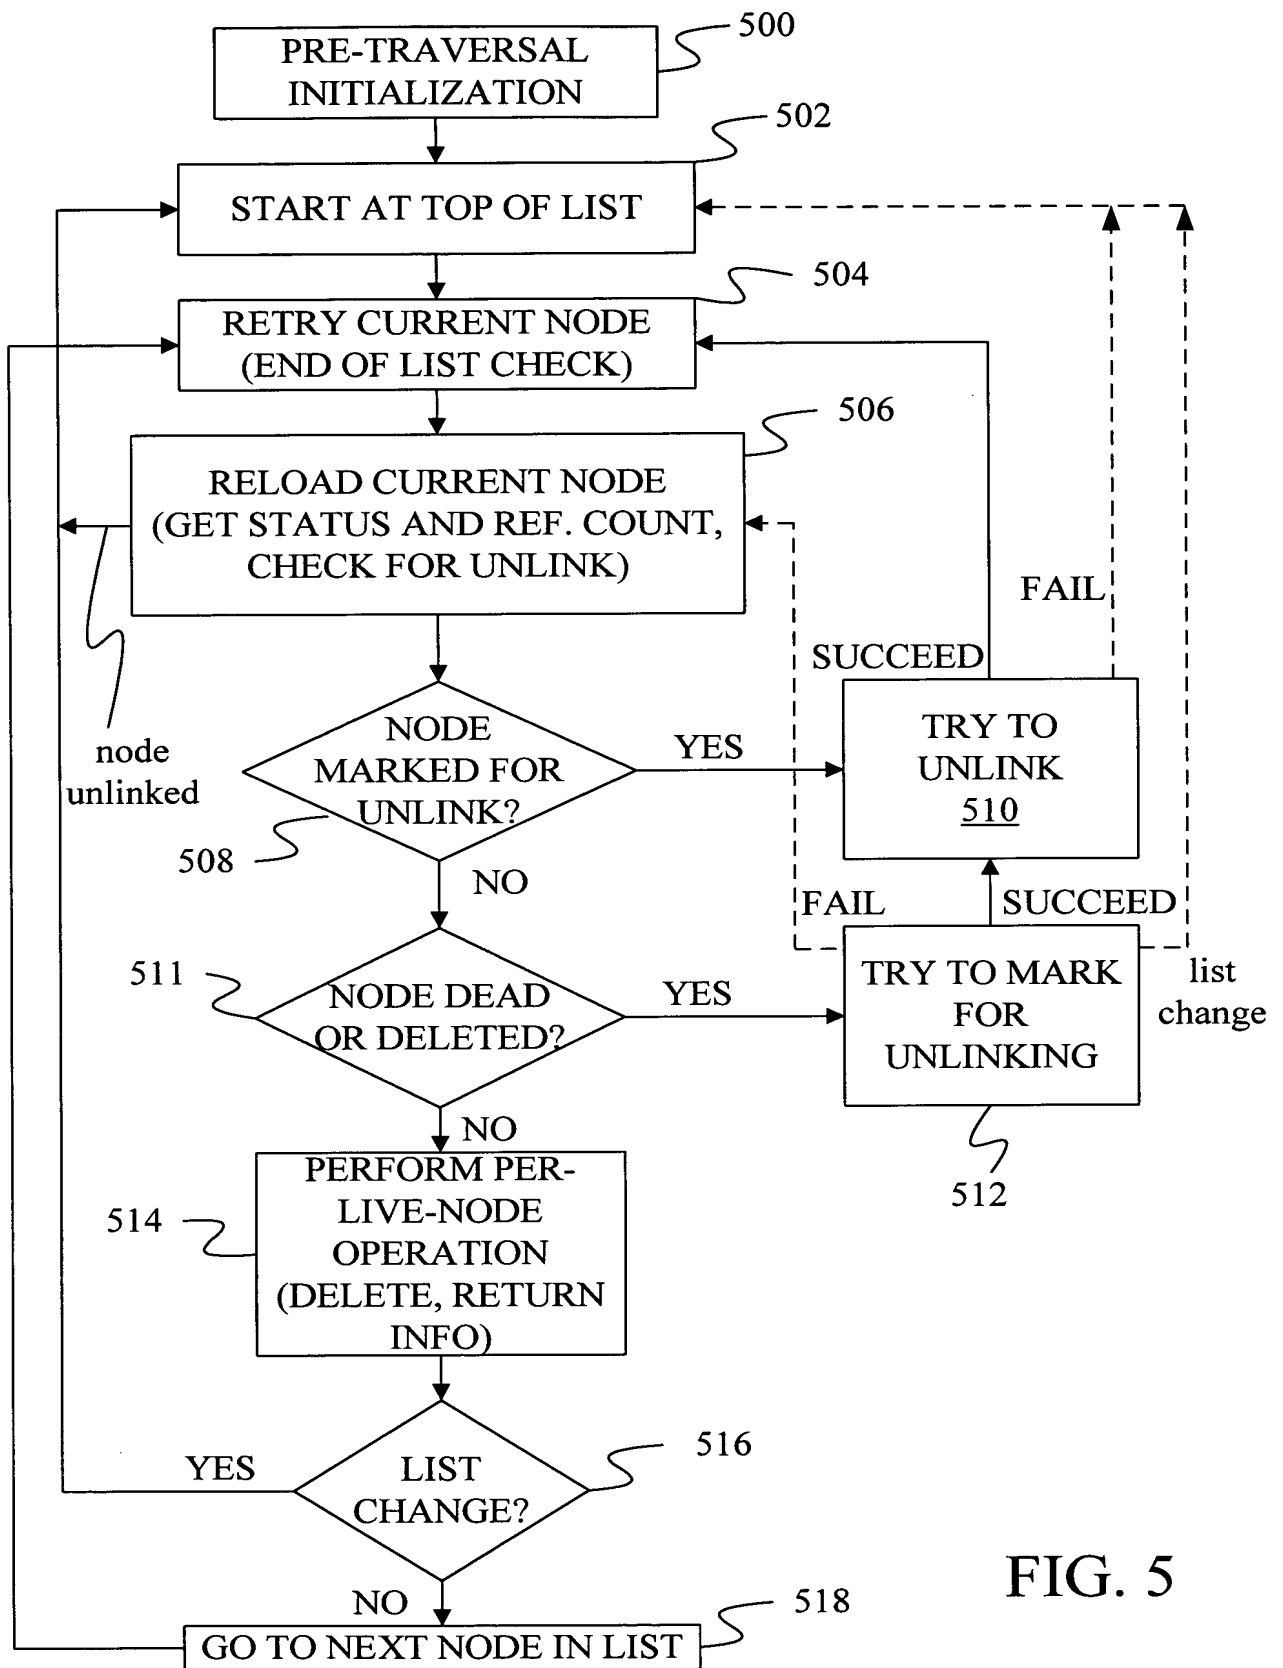 500
PRE-TRAVERSAL
INITIALIZATION
502
START AT TOP OF LIST
504
RETRY CURRENT NODE
(END OF LIST CHECK)
506
RELOAD CURRENT NODE
(GET STATUS AND REF. COUNT,
CHECK FOR UNLINK)
node
unlinked
NODE
MARKED FOR
UNLINK?
508
YES
NO
FAIL
SUCCEED
TRY TO
UNLINK
510
FAIL
SUCCEED
511
NODE DEAD
OR DELETED?
YES
NO
TRY TO MARK
FOR
UNLINKING
list
change
512
514
PERFORM PER-
LIVE-NODE
OPERATION
(DELETE, RETURN
INFO)
516
LIST
CHANGE?
YES
NO
518
GO TO NEXT NODE IN LIST
FIG. 5